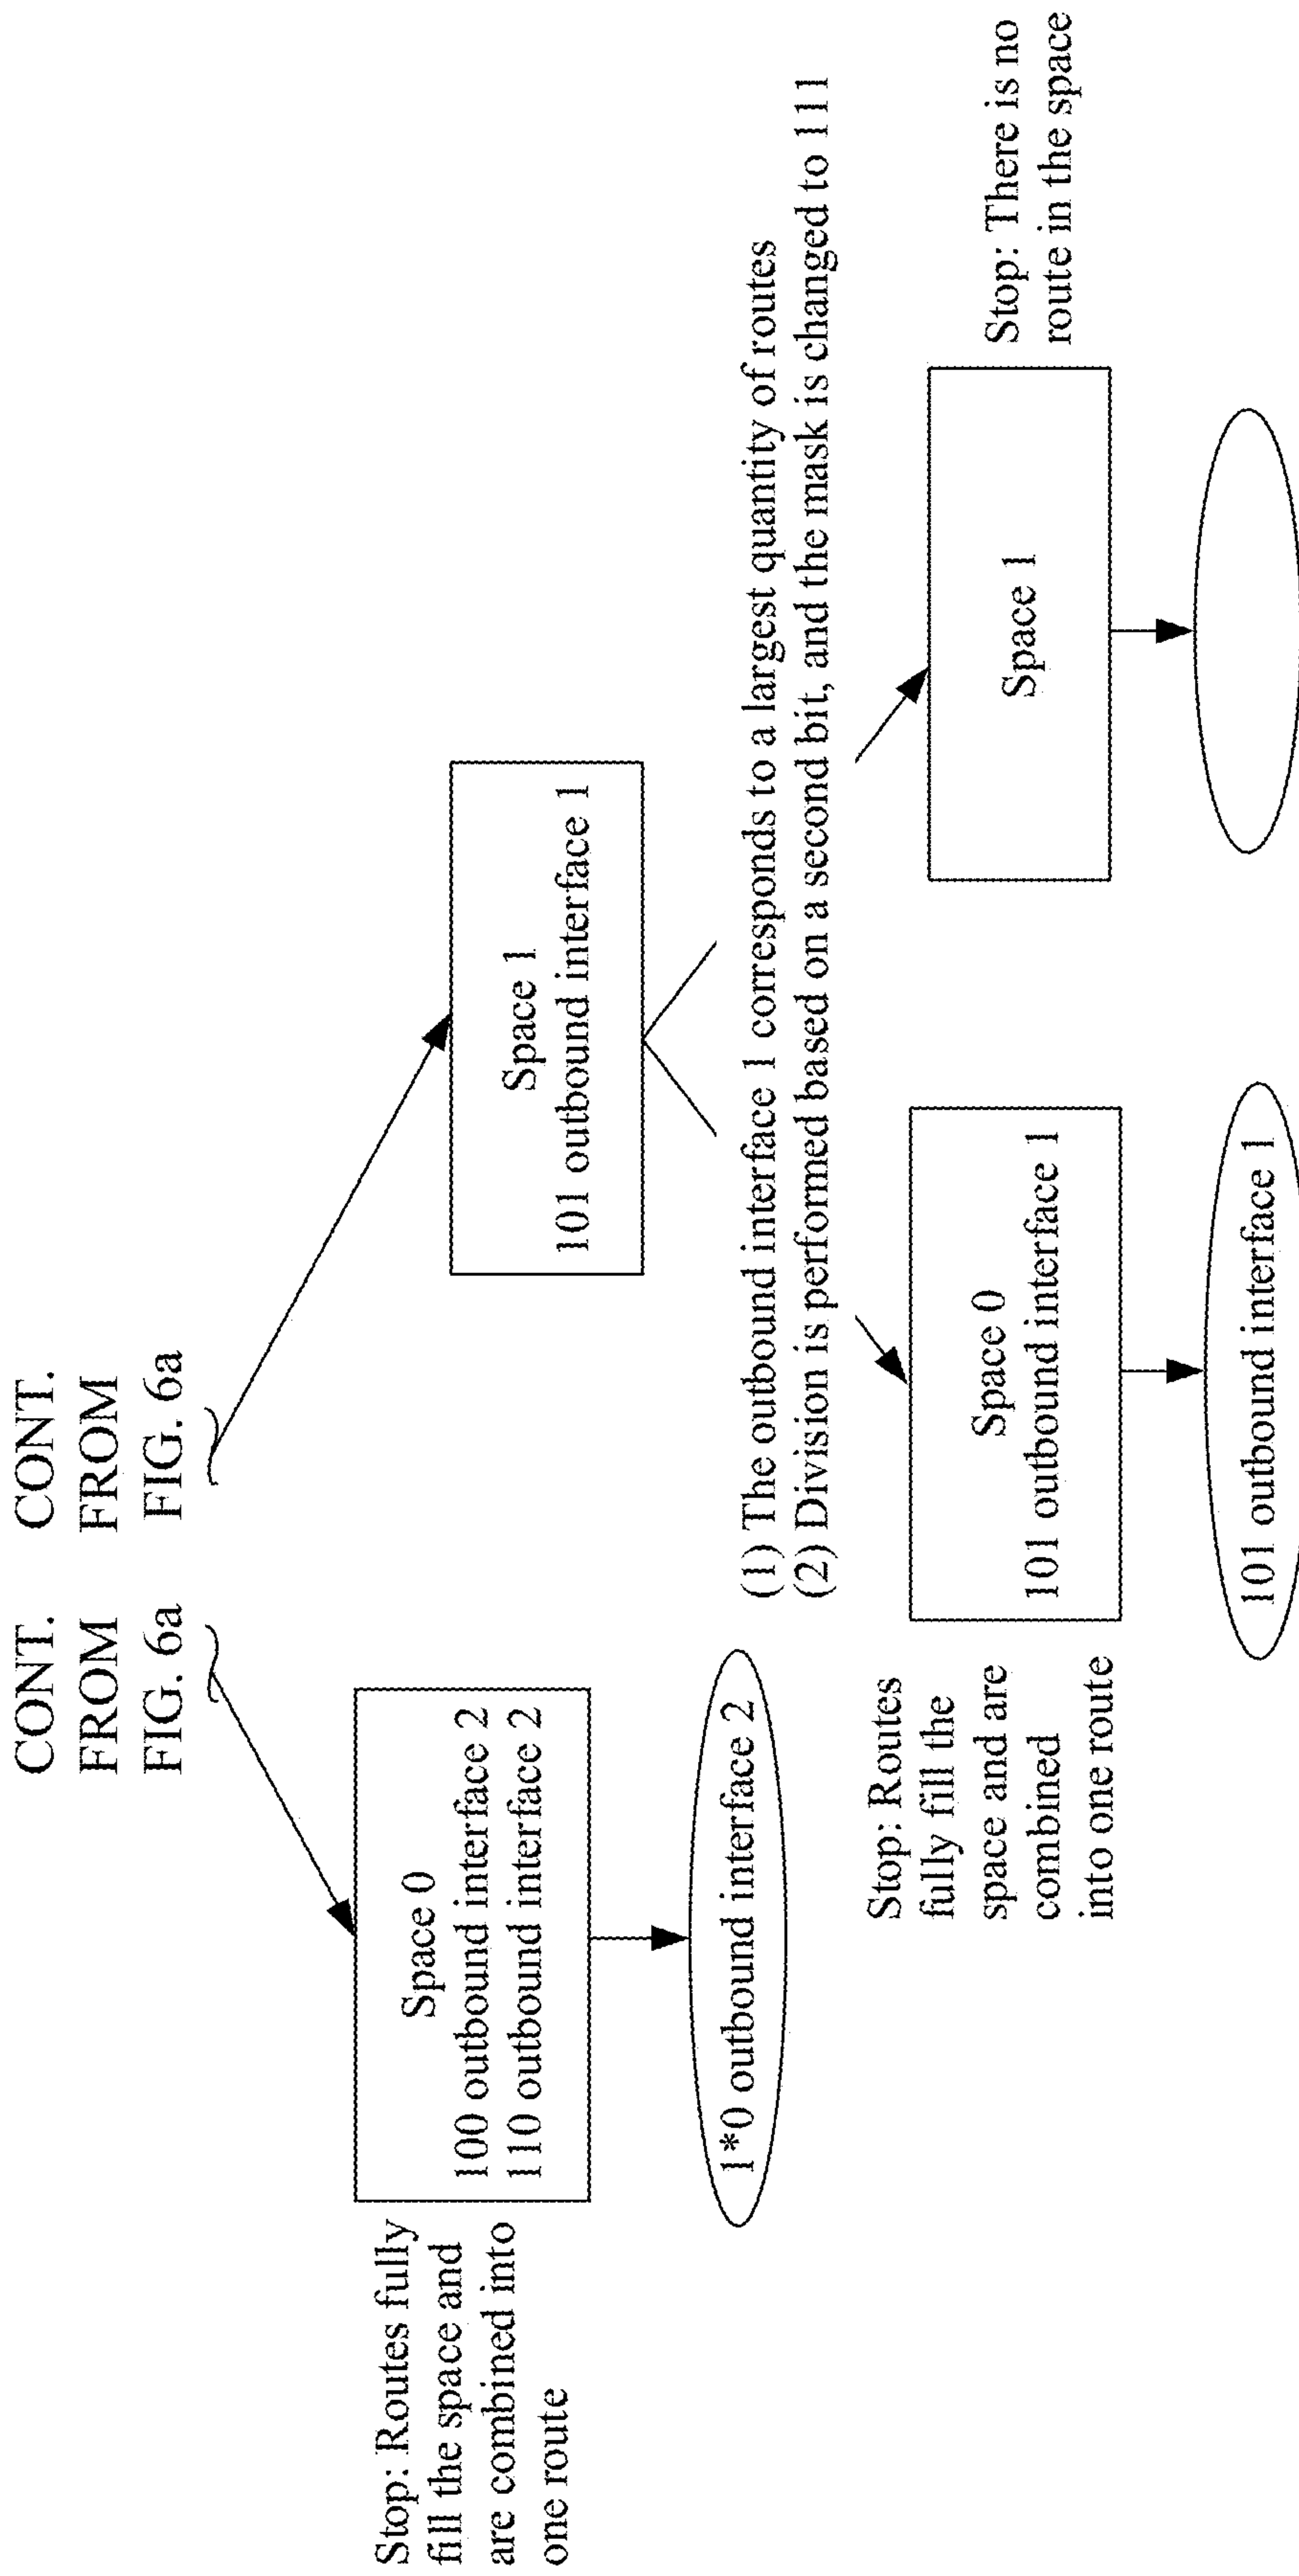 CONT.
FROM
FIG. 6a
CONT.
FROM
FIG. 6a
Stop: Routes fully
fill the space and
are combined into
one route
Space 0
100 outbound interface 2
110 outbound interface 2
1*0 outbound interface 2
Space 1
101 outbound interface 1
(1) The outbound interface 1 corresponds to a largest quantity of routes
(2) Division is performed based on a second bit, and the mask is changed to 111
Stop: Routes
fully fill the
space and are
combined
into one route
Space 0
101 outbound interface 1
101 outbound interface 1
Space 1
Stop: There is no
route in the space